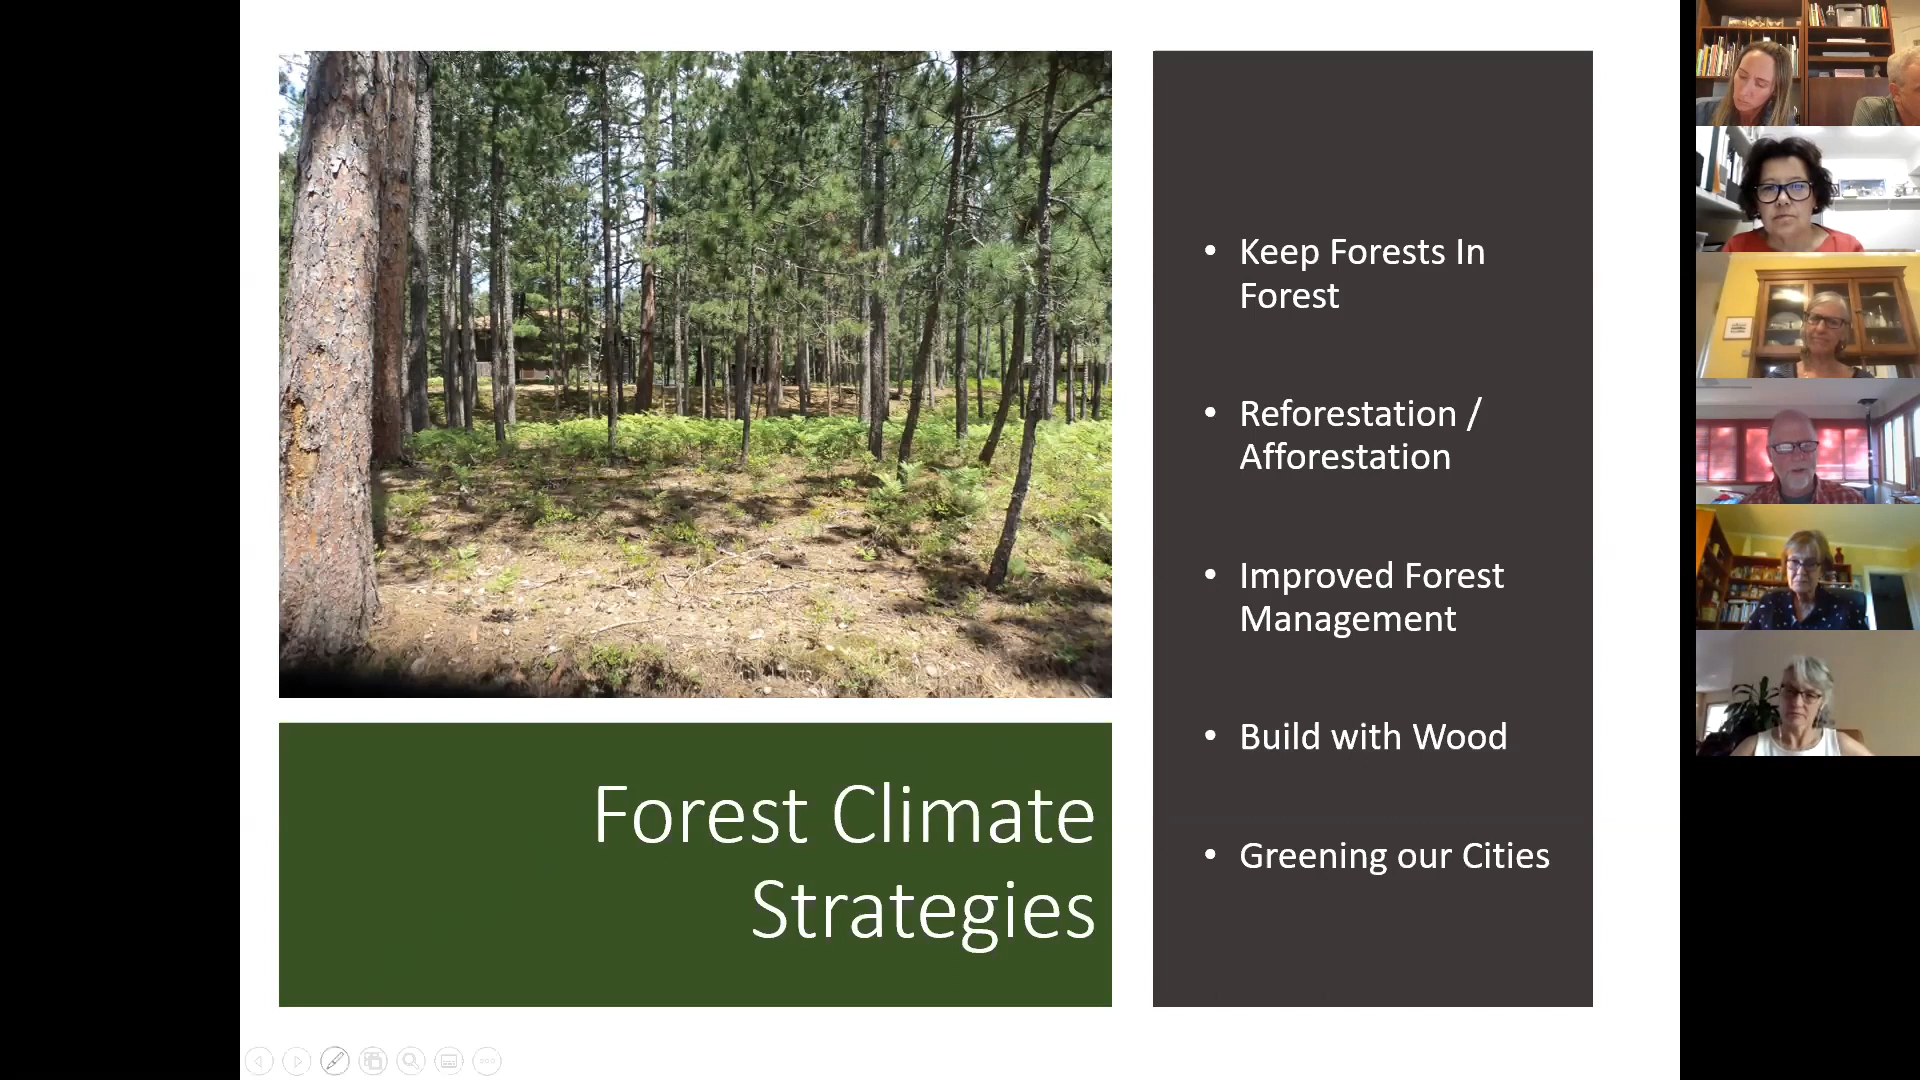 Forest Climate
Strategies
• Keep Forests In
Forest
• Reforestation /
Afforestation
• Improved Forest
Management
• Build with Wood
• Greening our Cities